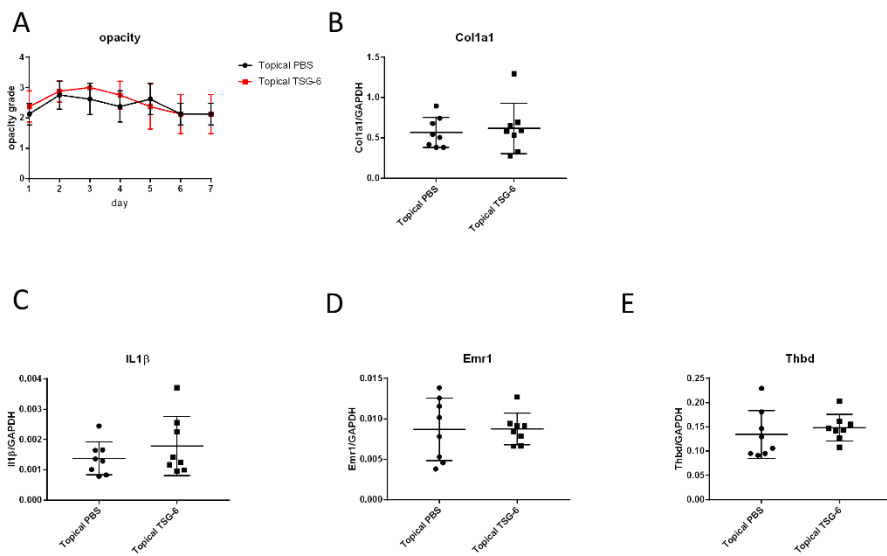 A
opacity
opacity grade
4
3
2
1
0
1 2 3 4 5 6 7
day
Topical PBS
Topical TSG-6
B
Col1a1
Col1a1/GAPDH
1.5
1.0
0.5
0.0
Topical PBS
Topical TSG-6
C
IL1β
Il1β/GAPDH
0.004
0.003
0.002
0.001
0.000
Topical PBS
Topical TSG-6
D
Emr1
Emr1/GAPDH
0.015
0.010
0.005
0.000
Topical PBS
Topical TSG-6
E
Thbd
Thbd/GAPDH
0.25
0.20
0.15
0.10
0.05
0.00
Topical PBS
Topical TSG-6